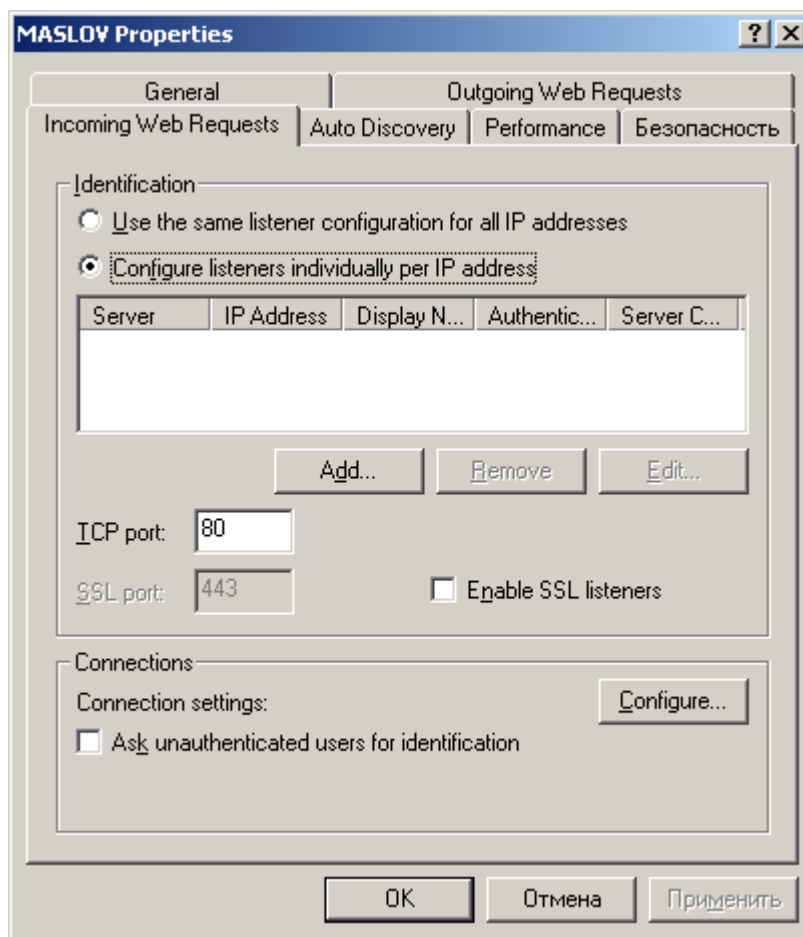 MASLOV Properties
General Outgoing Web Requests
Incoming Web Requests Auto Discovery Performance Безопасность
Identification
Use the same listener configuration for all IP addresses
Configure listeners individually per IP address
Server IP Address Display N... Authentic... Server C...
Add... Remove Edit...
TCP port: 80
SSL port: 443 Enable SSL listeners
Connections
Connection settings: Configure...
Ask unauthenticated users for identification
OK Отмена Применить